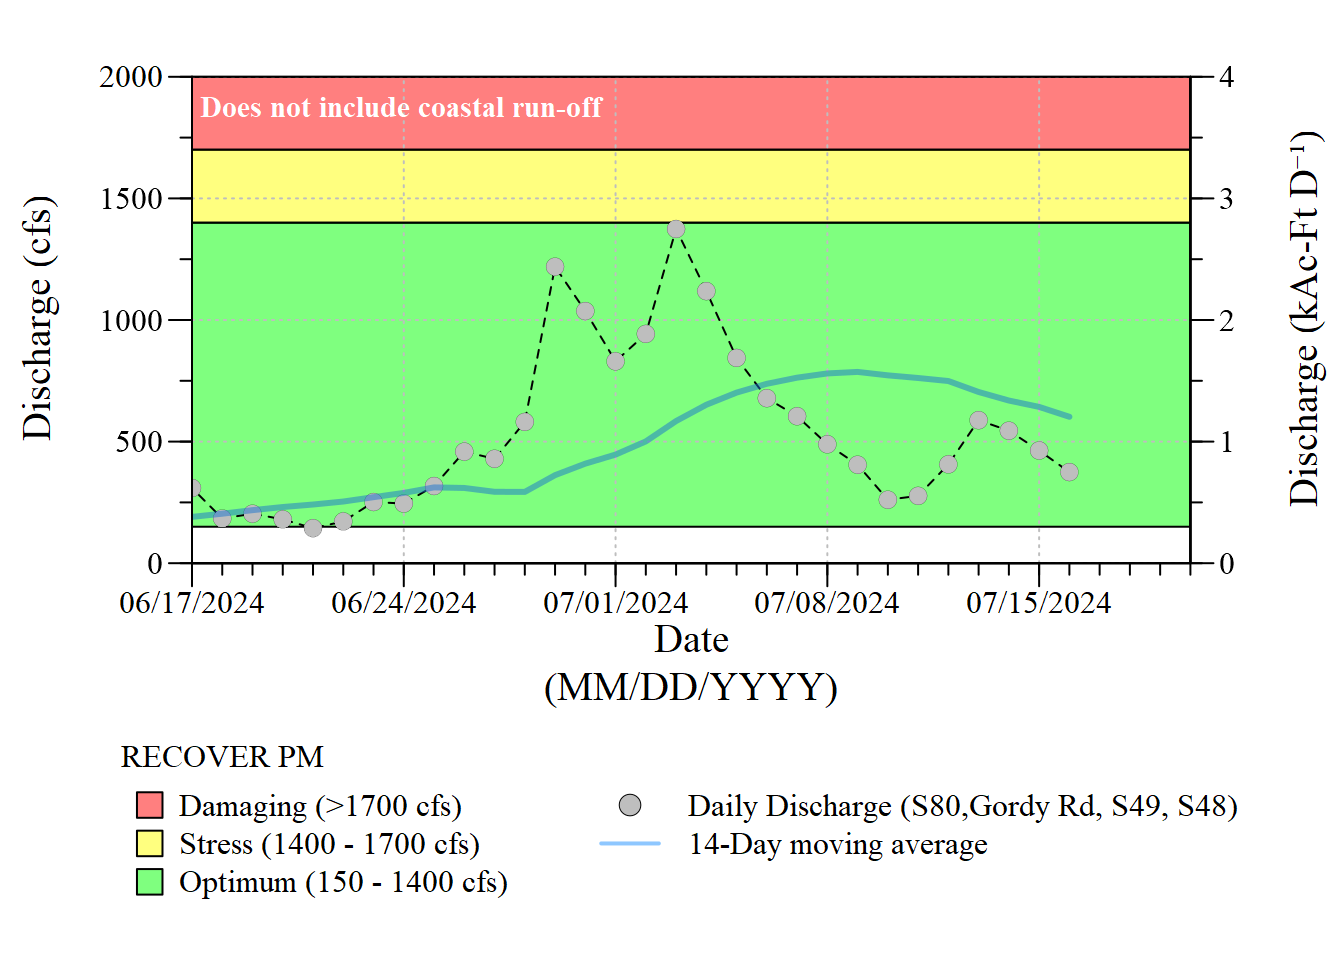 2000
1500
1000
500
0
Discharge (cfs)
Does not include coastal run-off
4
3
2
1
0
Discharge (kAc-Ft D⁻¹)
06/17/2024 06/24/2024 07/01/2024 07/08/2024 07/15/2024
Date
(MM/DD/YYYY)
RECOVER PM
Damaging (>1700 cfs)
Stress (1400 - 1700 cfs)
Optimum (150 - 1400 cfs)
Daily Discharge (S80,Gordy Rd, S49, S48)
14-Day moving average